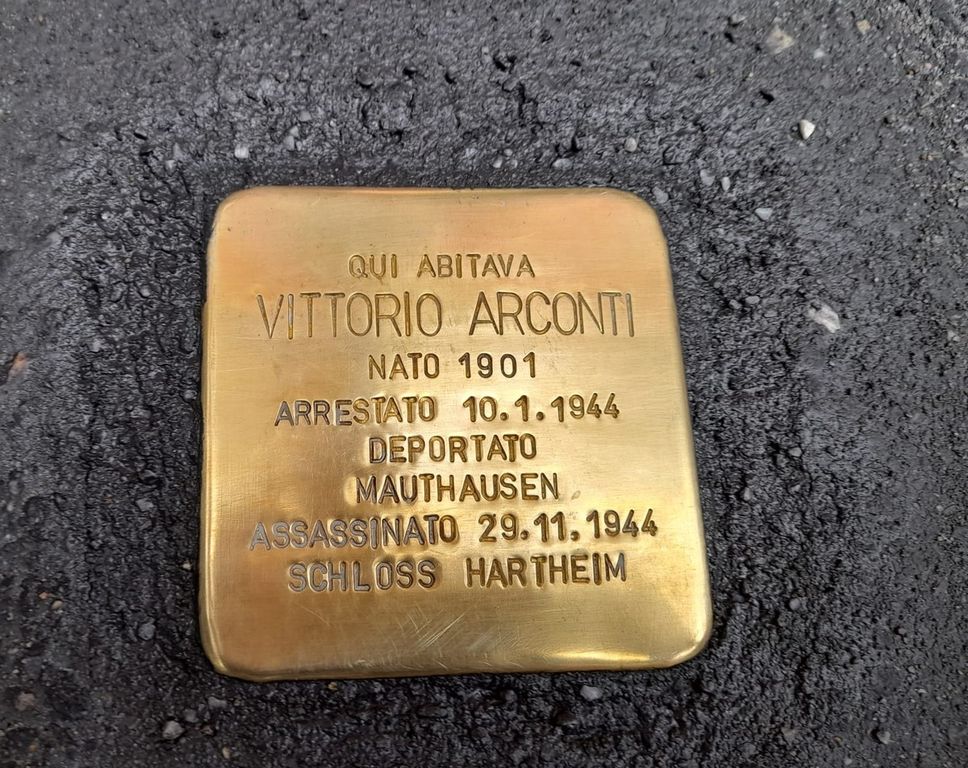 QUI ABITAVA
VITTORIO ARCONTI
NATO 1901
ARRESTATO 10.1.1944
DEPORTATO
MAUTHAUSEN
ASSASSINATO 29.11.1944
SCHLOSS HARTHEIM